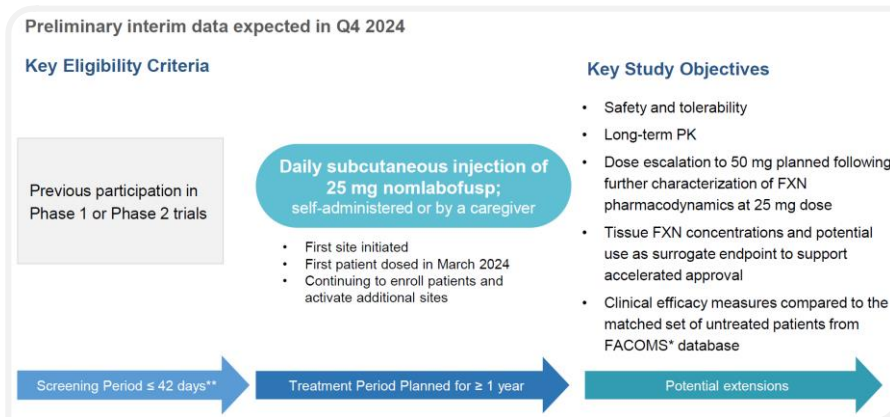 Preliminary interim data expected in Q4 2024
Key Eligibility Criteria
Previous participation in
Phase 1 or Phase 2 trials
Daily subcutaneous injection of
25 mg nomlabofusp;
self-administered or by a caregiver
• First site initiated
• First patient dosed in March 2024
• Continuing to enroll patients and
activate additional sites
Key Study Objectives
• Safety and tolerability
• Long-term PK
• Dose escalation to 50 mg planned following
further characterization of FXN
pharmacodynamics at 25 mg dose
• Tissue FXN concentrations and potential
use as surrogate endpoint to support
accelerated approval
• Clinical efficacy measures compared to the
matched set of untreated patients from
FACOMS* database
Screening Period ≤ 42 days**
Treatment Period Planned for ≥ 1 year
Potential extensions